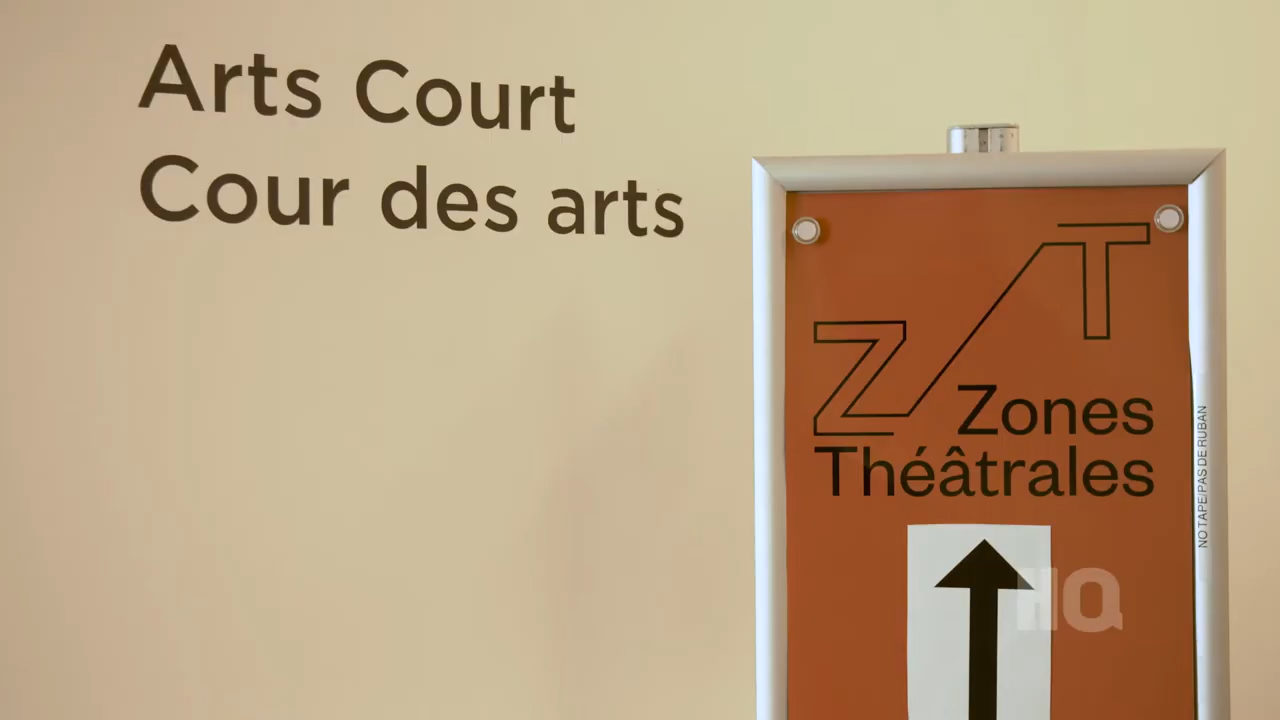 Arts Court
Cour des arts
ZT
Zones
Théâtrales
NO TAPE/PAS DE RUBAN
HQ